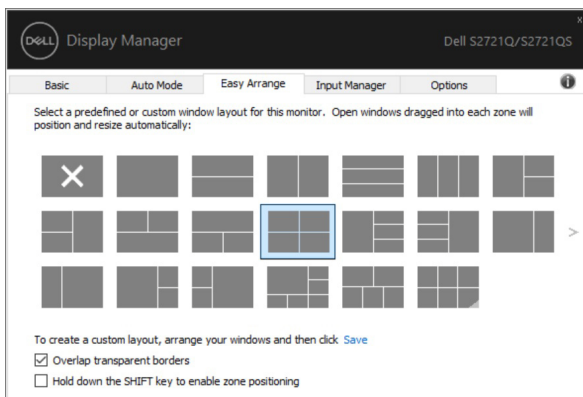 DELL Display Manager
Dell S2721Q/S2721QS
x
Basic Auto Mode Easy Arrange Input Manager Options
Select a predefined or custom window layout for this monitor. Open windows dragged into each zone will
position and resize automatically:
To create a custom layout, arrange your windows and then click Save
Overlap transparent borders
Hold down the SHIFT key to enable zone positioning